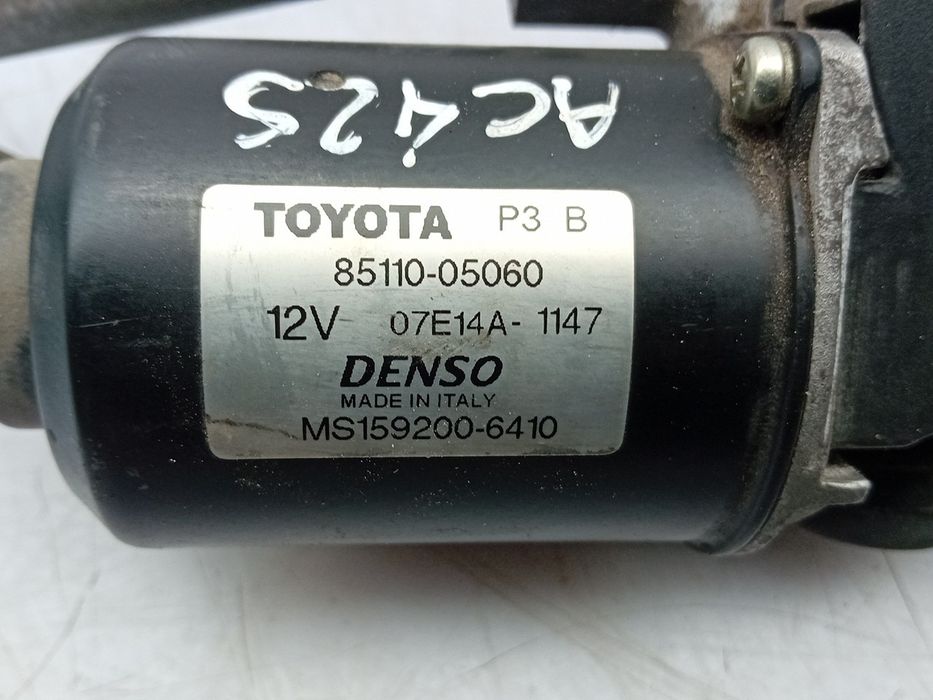 AC425
TOYOTA P3 B
85110-05060
12V 07E14A- 1147
DENSO
MADE IN ITALY
MS159200-6410